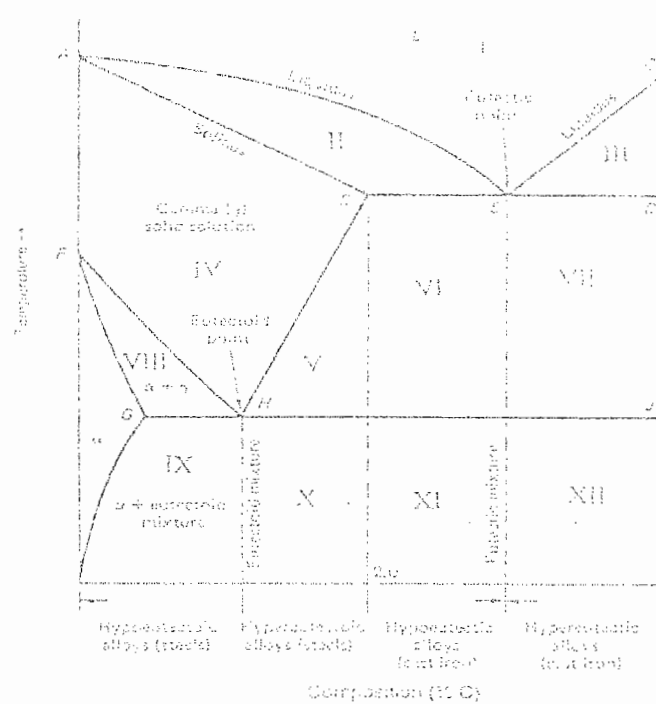 L
I
A
Liquidus
Eutectic
point
Liquidus
Solidus
II
III
Gamma (γ)
solid solution
C
E
D
Temperature
B
IV
VI
VII
Eutectoid
point
VIII
α + γ
V
G
H
J
α
IX
α + eutectoid
mixture
Eutectoid mixture
X
XI
Eutectic mixture
XII
2.0
Hypoeutectoid
alloys (steels)
Hypereutectoid
alloys (steels)
Hypoeutectic
alloys
(cast iron)
Hypereutectic
alloys
(cast iron)
Composition (% C)